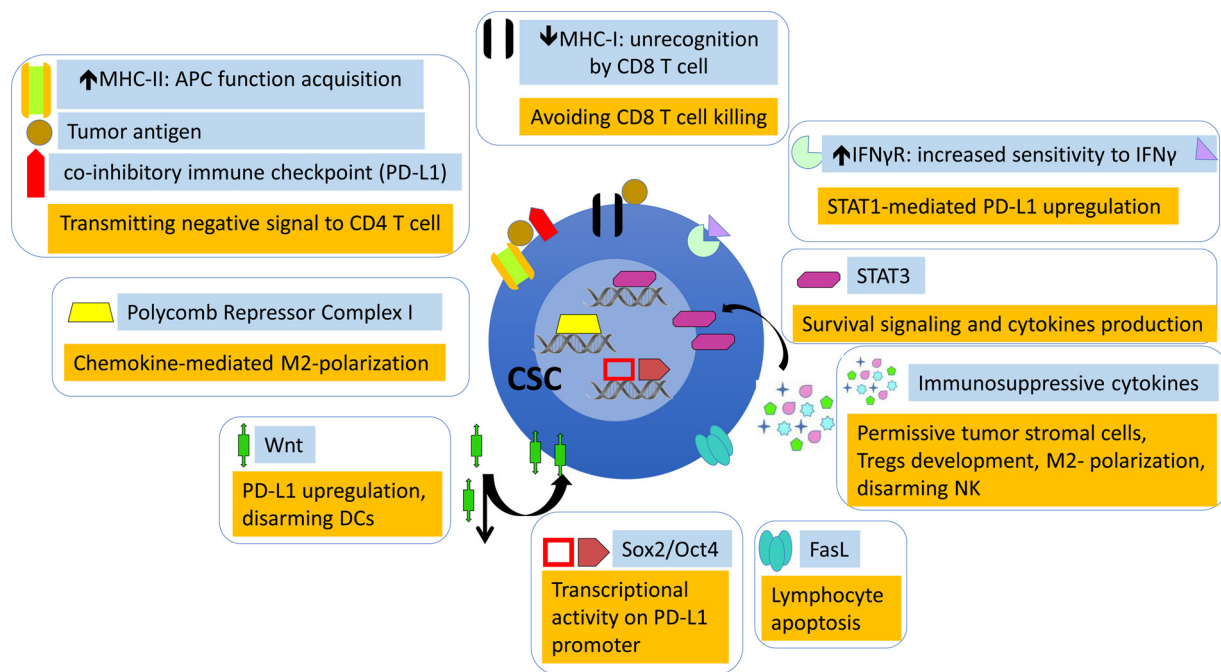 ↑MHC-II: APC function acquisition
Tumor antigen
co-inhibitory immune checkpoint (PD-L1)
Transmitting negative signal to CD4 T cell
↓MHC-I: unrecognition
by CD8 T cell
Avoiding CD8 T cell killing
↑IFNγR: increased sensitivity to IFNγ
STAT1-mediated PD-L1 upregulation
STAT3
Survival signaling and cytokines production
Polycomb Repressor Complex I
Chemokine-mediated M2-polarization
CSC
Immunosuppressive cytokines
Permissive tumor stromal cells,
Tregs development, M2- polarization,
disarming NK
Wnt
PD-L1 upregulation,
disarming DCs
Sox2/Oct4
Transcriptional
activity on PD-L1
promoter
FasL
Lymphocyte
apoptosis